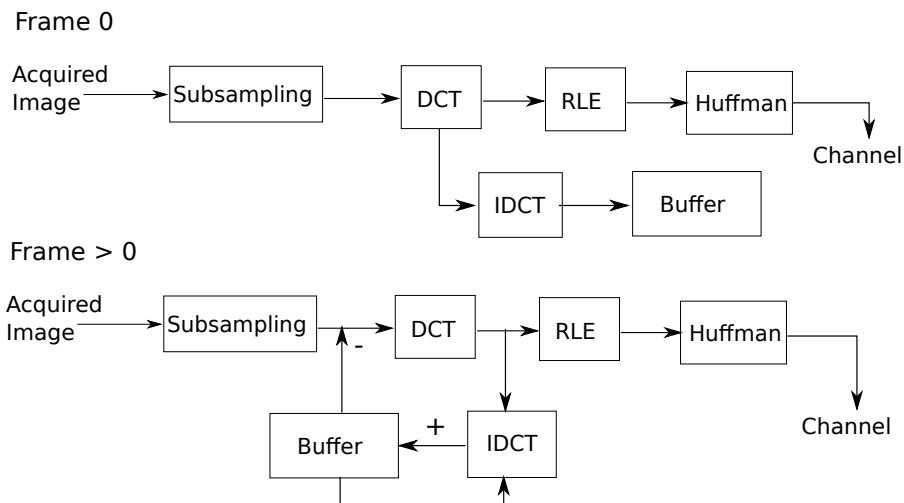 Frame 0
Acquired
Image
Subsampling
DCT
RLE
Huffman
Channel
IDCT
Buffer
Frame > 0
Acquired
Image
Subsampling
-
DCT
RLE
Huffman
Channel
Buffer
+
IDCT